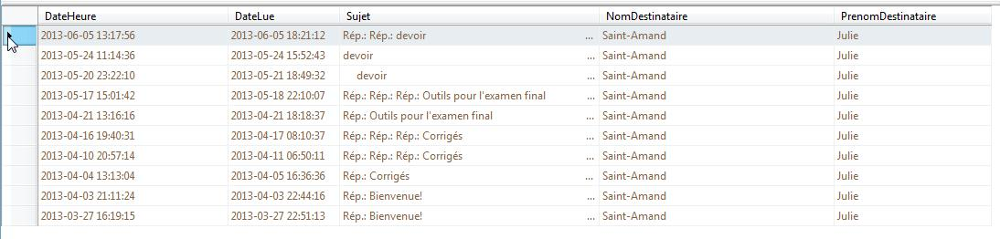 DateHeure DateLue Sujet NomDestinataire PrenomDestinataire
2013-06-05 13:17:56 2013-06-05 18:21:12 Rép.: Rép.: devoir ... Saint-Amand Julie
2013-05-24 11:14:36 2013-05-24 15:52:43 devoir ... Saint-Amand Julie
2013-05-20 23:22:10 2013-05-21 18:49:32 devoir ... Saint-Amand Julie
2013-05-17 15:01:42 2013-05-18 22:10:07 Rép.: Rép.: Rép.: Outils pour l'examen final ... Saint-Amand Julie
2013-04-21 13:16:16 2013-04-21 18:18:37 Rép.: Outils pour l'examen final ... Saint-Amand Julie
2013-04-16 19:40:31 2013-04-17 08:10:37 Rép.: Rép.: Rép.: Corrigés ... Saint-Amand Julie
2013-04-10 20:57:14 2013-04-11 06:50:11 Rép.: Rép.: Rép.: Corrigés ... Saint-Amand Julie
2013-04-04 13:13:04 2013-04-05 16:36:36 Rép.: Corrigés ... Saint-Amand Julie
2013-04-03 21:11:24 2013-04-03 22:44:16 Rép.: Bienvenue! ... Saint-Amand Julie
2013-03-27 16:19:15 2013-03-27 22:51:13 Rép.: Bienvenue! ... Saint-Amand Julie